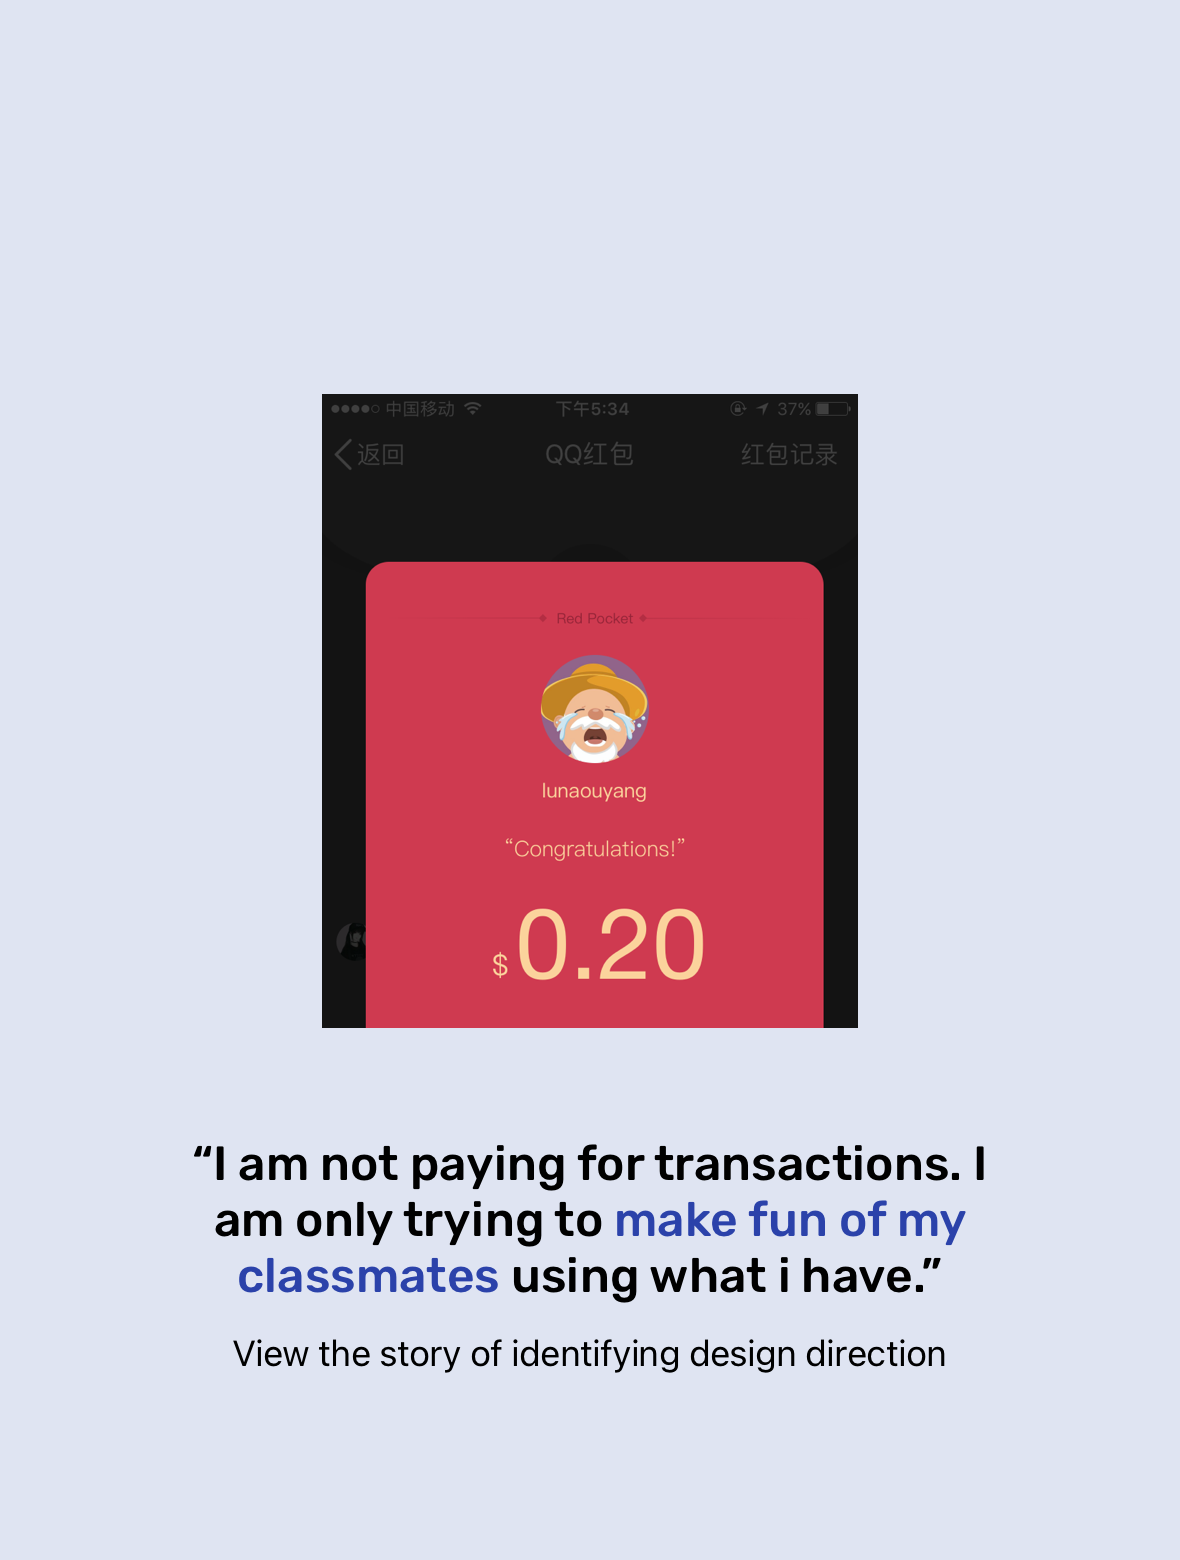 中国移动 下午5:34 37%
返回 QQ红包 红包记录
Red Pocket
lunaouyang
“Congratulations!”
$ 0.20
“I am not paying for transactions. I
am only trying to make fun of my
classmates using what i have.”
View the story of identifying design direction